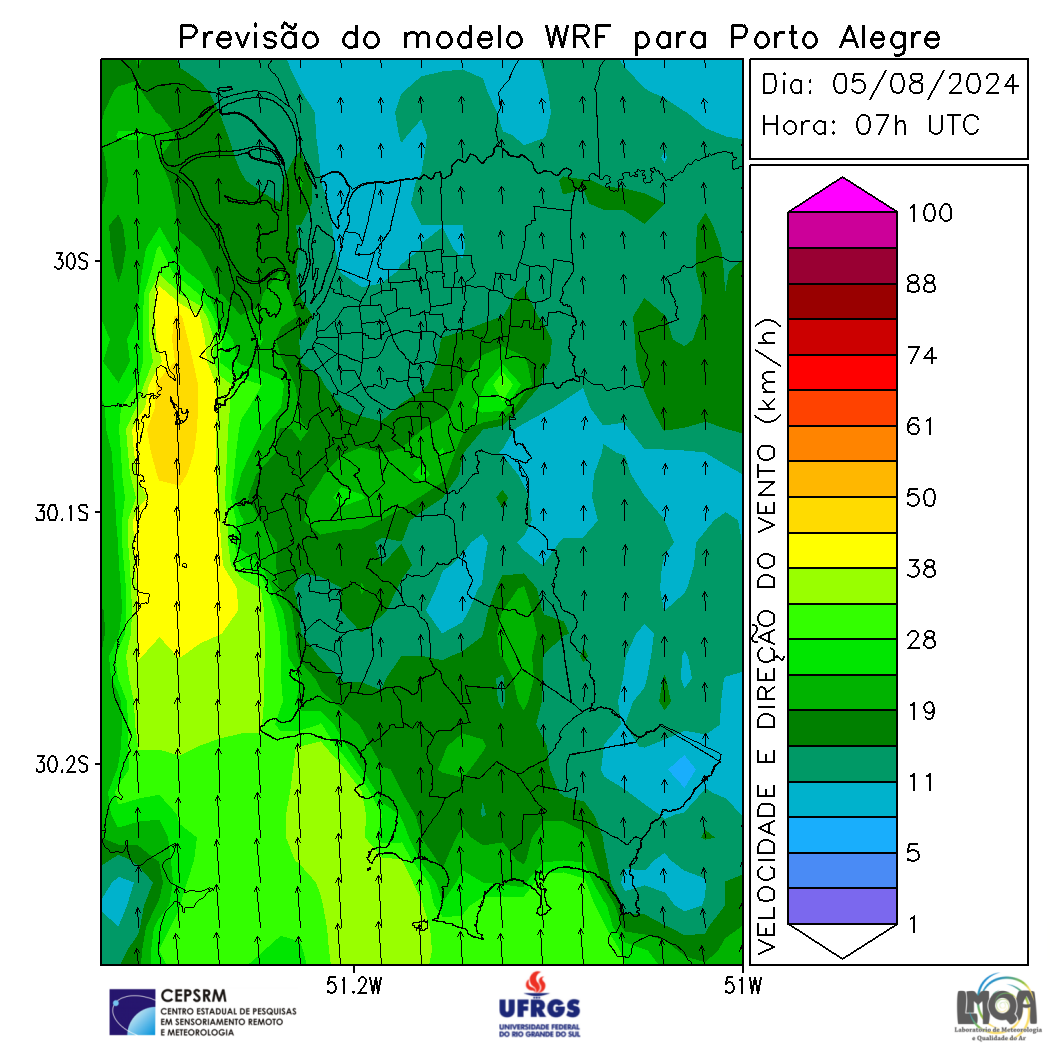 Previsão do modelo WRF para Porto Alegre
Dia: 05/08/2024
Hora: 07h UTC
30S
30.1S
30.2S
51.2W
51W
VELOCIDADE E DIREÇÃO DO VENTO (km/h)
100
88
74
61
50
38
28
19
11
5
1
CEPSRM
CENTRO ESTADUAL DE PESQUISAS
EM SENSORIAMENTO REMOTO
E METEOROLOGIA
UFRGS
UNIVERSIDADE FEDERAL
DO RIO GRANDE DO SUL
LMQA
Laboratório de Meteorologia
e Qualidade do Ar